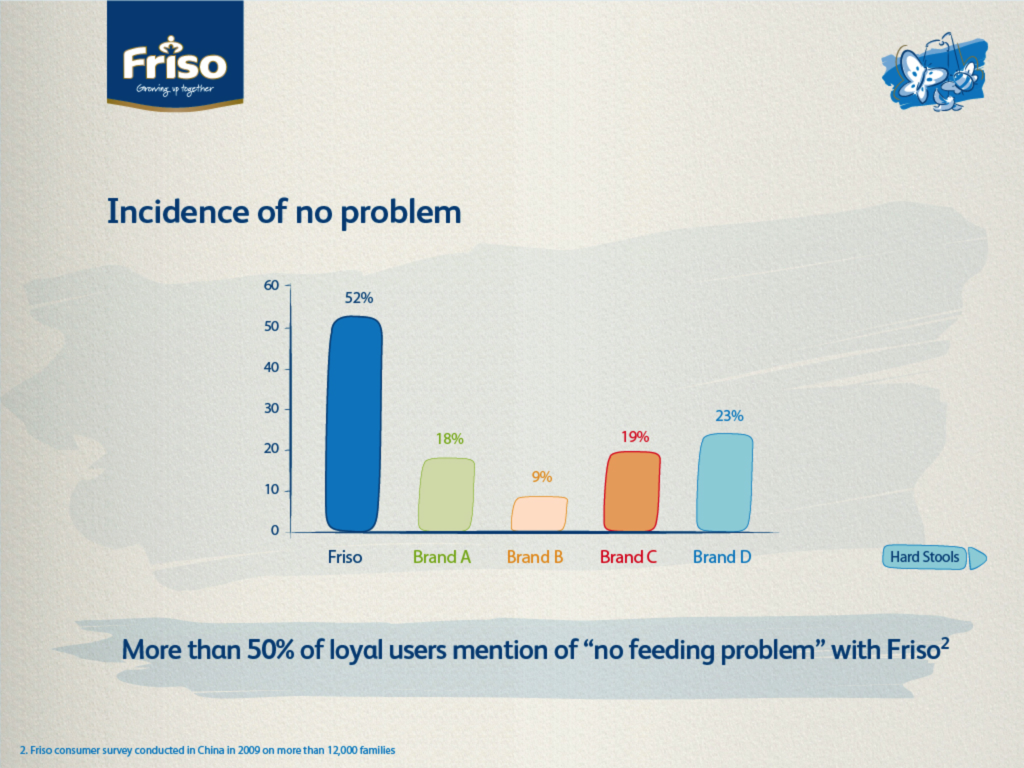 Friso
Growing up together
Incidence of no problem
60
50
40
30
20
10
0
52%
18%
9%
19%
23%
Friso
Brand A
Brand B
Brand C
Brand D
Hard Stools
More than 50% of loyal users mention of “no feeding problem” with Friso²
2. Friso consumer survey conducted in China in 2009 on more than 12,000 families